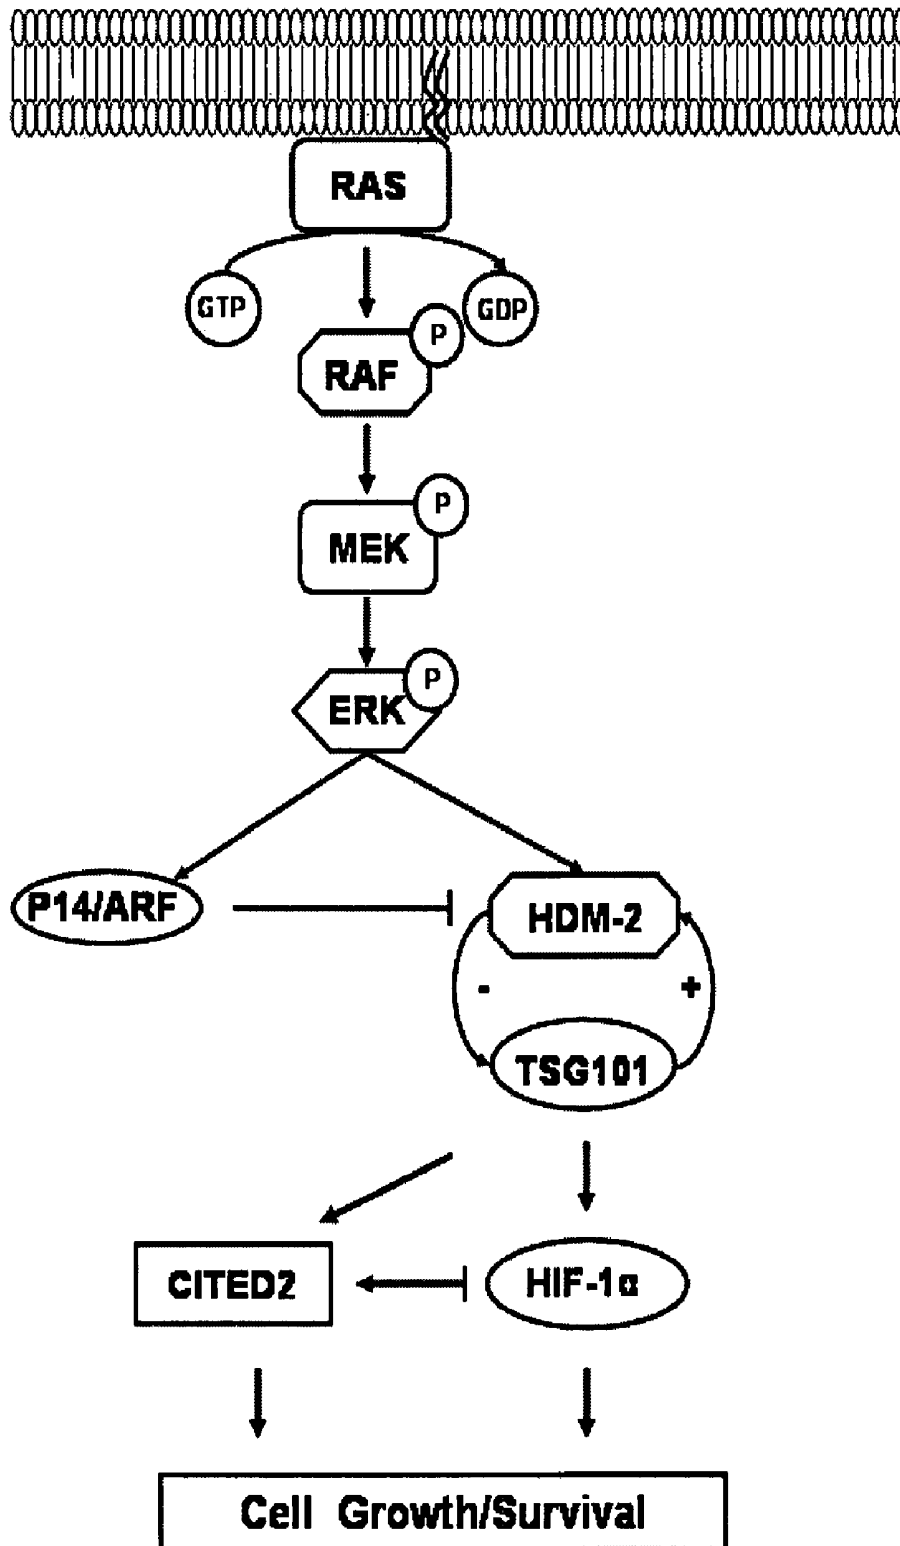 RAS
GTP
GDP
P
RAF
P
MEK
P
ERK
P14/ARF
HDM-2
- +
TSG101
CITED2
HIF-1α
Cell Growth/Survival